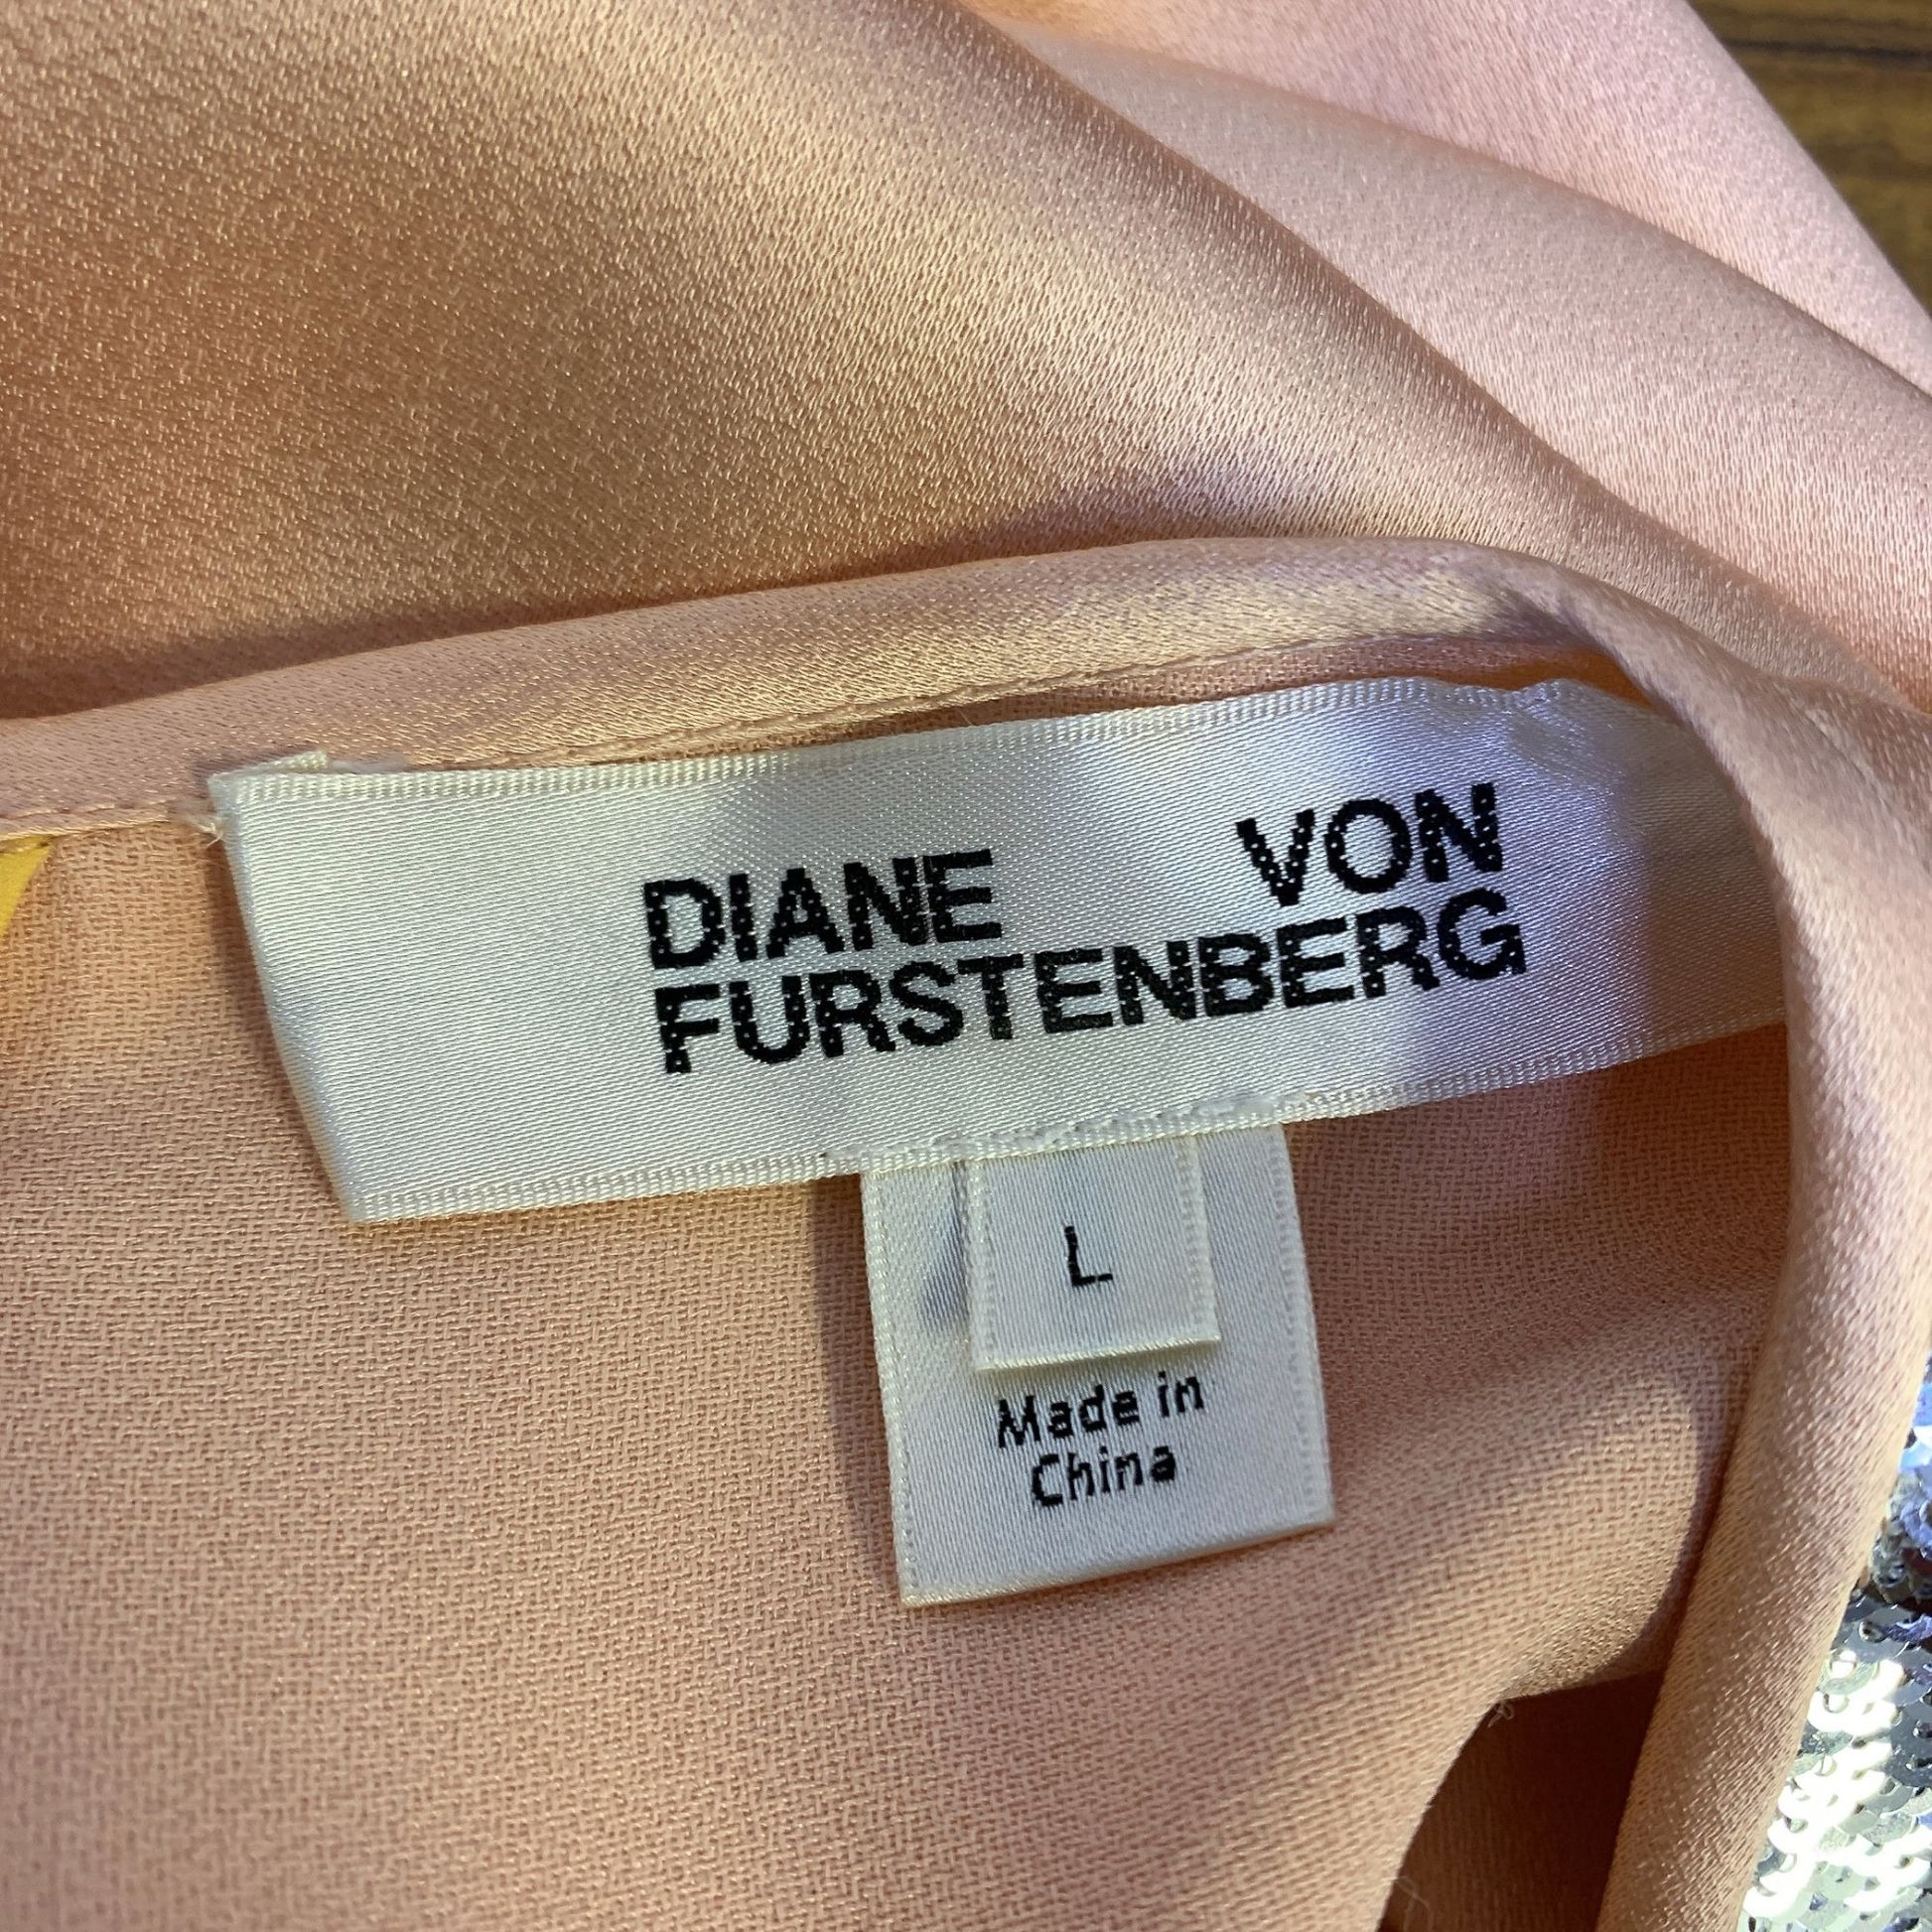 DIANE VON
FURSTENBERG
L
Made in
China